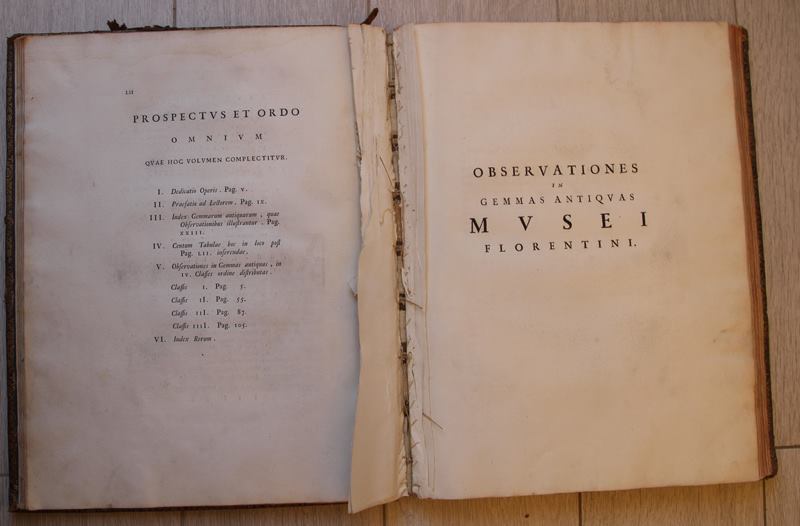 LII
PROSPECTVS ET ORDO
OMNIVM
QVAE HOC VOLVMEN COMPLECTITVR.
I. Dedicatio Operis. Pag. V.
II. Praefatio ad Lectorem. Pag. IX.
III. Index Gemmarum antiquarum, quae
Obſervationibus illuſtrantur. Pag.
XXIII.
IV. Centum Tabulae hoc in loco poſt
Pag. LII. inſerendae.
V. Obſervationes in Gemmas antiquas, in
IV. Claſſes ordine diſtributas.
Claſſis I. Pag. 5.
Claſſis II. Pag. 55.
Claſſis III. Pag. 87.
Claſſis IIII. Pag. 105.
VI. Index Rerum.
OBSERVATIONES
IN
GEMMAS ANTIQVAS
MVSEI
FLORENTINI.